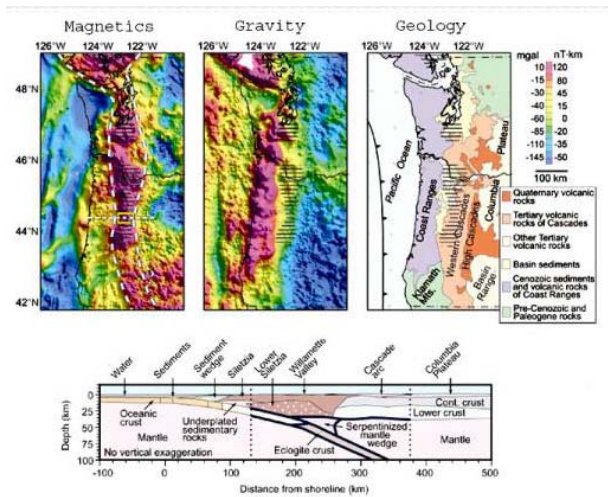 Magnetics
Gravity
Geology
126°W 124°W 122°W
126°W 124°W 122°W
126°W 124°W 122°W
48°N
46°N
44°N
42°N
mgal
nT·km
10 120
-15 80
-30 45
-60 15
-85 -20
-110 -35
-145 -50
100 km
Pacific Ocean
Coast Ranges
Western Cascades
High Cascades
Columbia
Plateau
Klamath
Mts.
Basin
Range
Quaternary volcanic
rocks
Tertiary volcanic
rocks of Cascades
Other Tertiary
volcanic rocks
Basin sediments
Cenozoic sediments
and volcanic rocks
of Coast Ranges
Pre-Cenozoic and
Paleogene rocks
Water
Sediments
Sediment
wedge
Siletzia
Lower
Siletzia
Willamette
Valley
Cascade
arc
Columbia
Plateau
Depth (km)
0
25
50
75
100
Oceanic
crust
Underplated
sedimentary
rocks
Mantle
No vertical exaggeration
Eclogite crust
Serpentinized
mantle
wedge
Cont. crust
Lower crust
Mantle
-100 0 100 200 300 400 500
Distance from shoreline (km)